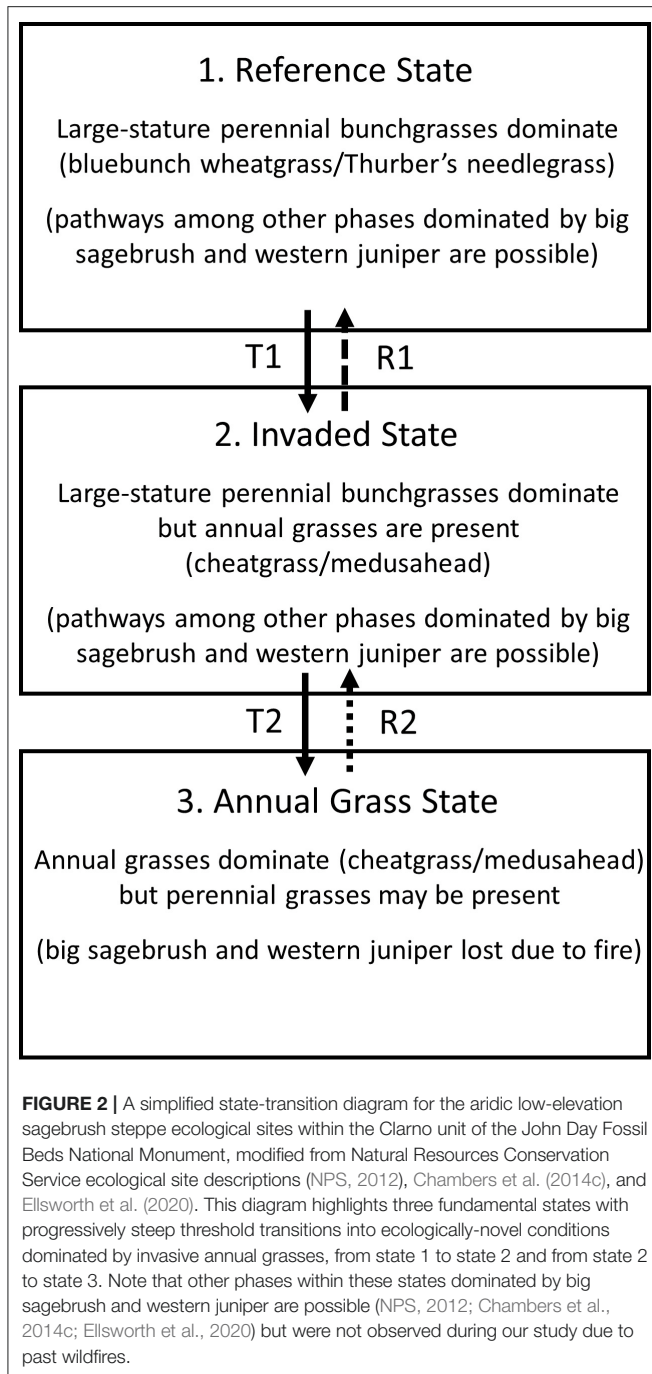 1. Reference State
Large-stature perennial bunchgrasses dominate
(bluebunch wheatgrass/Thurber's needlegrass)
(pathways among other phases dominated by big
sagebrush and western juniper are possible)
T1
R1
2. Invaded State
Large-stature perennial bunchgrasses dominate
but annual grasses are present
(cheatgrass/medusahead)
(pathways among other phases dominated by big
sagebrush and western juniper are possible)
T2
R2
3. Annual Grass State
Annual grasses dominate (cheatgrass/medusahead)
but perennial grasses may be present
(big sagebrush and western juniper lost due to fire)
FIGURE 2 | A simplified state-transition diagram for the aridic low-elevation
sagebrush steppe ecological sites within the Clarno unit of the John Day Fossil
Beds National Monument, modified from Natural Resources Conservation
Service ecological site descriptions (NPS, 2012), Chambers et al. (2014c), and
Ellsworth et al. (2020). This diagram highlights three fundamental states with
progressively steep threshold transitions into ecologically-novel conditions
dominated by invasive annual grasses, from state 1 to state 2 and from state 2
to state 3. Note that other phases within these states dominated by big
sagebrush and western juniper are possible (NPS, 2012; Chambers et al.,
2014c; Ellsworth et al., 2020) but were not observed during our study due to
past wildfires.